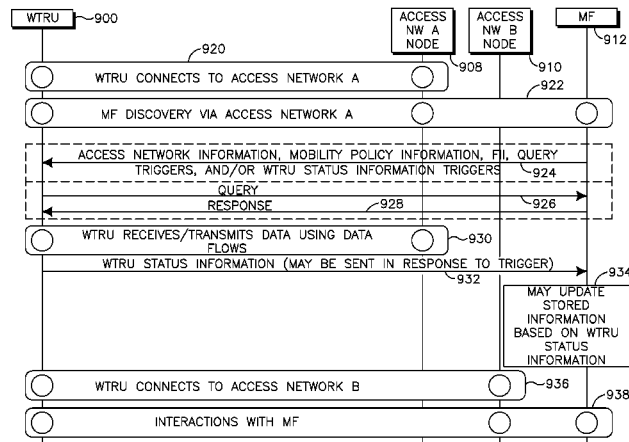 WTRU
900
ACCESS
NW A
NODE
908
ACCESS
NW B
NODE
910
MF
912
920
WTRU CONNECTS TO ACCESS NETWORK A
922
MF DISCOVERY VIA ACCESS NETWORK A
ACCESS NETWORK INFORMATION, MOBILITY POLICY INFORMATION, FII, QUERY
TRIGGERS, AND/OR WTRU STATUS INFORMATION TRIGGERS
924
QUERY
926
RESPONSE
928
WTRU RECEIVES/TRANSMITS DATA USING DATA
FLOWS
930
WTRU STATUS INFORMATION (MAY BE SENT IN RESPONSE TO TRIGGER)
932
934
MAY UPDATE
STORED
INFORMATION
BASED ON WTRU
STATUS
INFORMATION
WTRU CONNECTS TO ACCESS NETWORK B
936
938
INTERACTIONS WITH MF